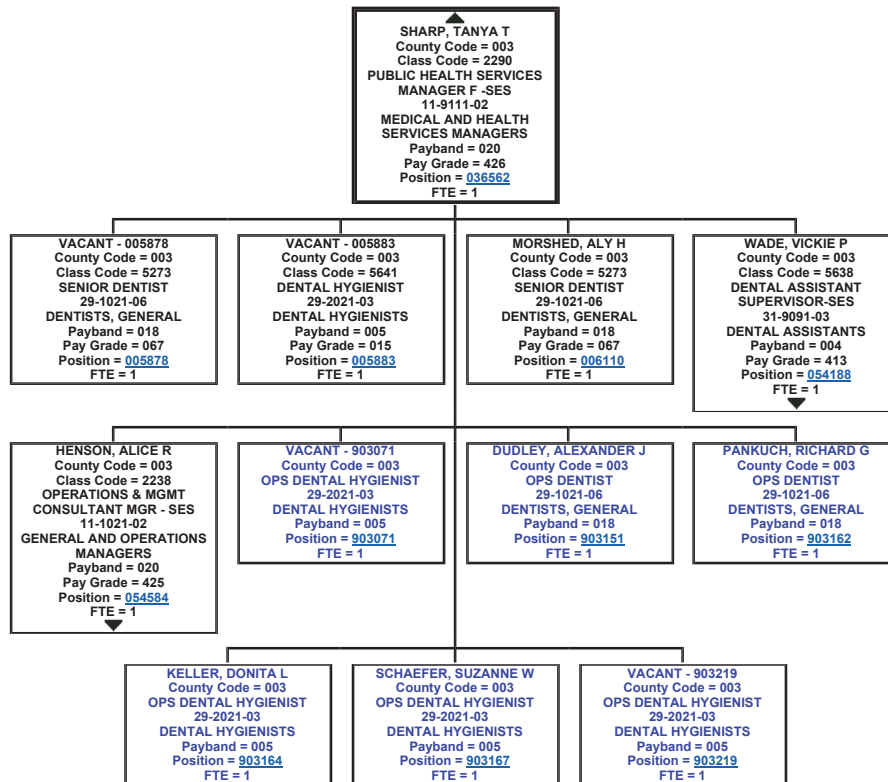 SHARP, TANYA T
County Code = 003
Class Code = 2290
PUBLIC HEALTH SERVICES
MANAGER F -SES
11-9111-02
MEDICAL AND HEALTH
SERVICES MANAGERS
Payband = 020
Pay Grade = 426
Position = 036562
FTE = 1
VACANT - 005878
County Code = 003
Class Code = 5273
SENIOR DENTIST
29-1021-06
DENTISTS, GENERAL
Payband = 018
Pay Grade = 067
Position = 005878
FTE = 1
VACANT - 005883
County Code = 003
Class Code = 5641
DENTAL HYGIENIST
29-2021-03
DENTAL HYGIENISTS
Payband = 005
Pay Grade = 015
Position = 005883
FTE = 1
MORSHED, ALY H
County Code = 003
Class Code = 5273
SENIOR DENTIST
29-1021-06
DENTISTS, GENERAL
Payband = 018
Pay Grade = 067
Position = 006110
FTE = 1
WADE, VICKIE P
County Code = 003
Class Code = 5638
DENTAL ASSISTANT
SUPERVISOR-SES
31-9091-03
DENTAL ASSISTANTS
Payband = 004
Pay Grade = 413
Position = 054188
FTE = 1
HENSON, ALICE R
County Code = 003
Class Code = 2238
OPERATIONS & MGMT
CONSULTANT MGR - SES
11-1021-02
GENERAL AND OPERATIONS
MANAGERS
Payband = 020
Pay Grade = 425
Position = 054584
FTE = 1
VACANT - 903071
County Code = 003
OPS DENTAL HYGIENIST
29-2021-03
DENTAL HYGIENISTS
Payband = 005
Position = 903071
FTE = 1
DUDLEY, ALEXANDER J
County Code = 003
OPS DENTIST
29-1021-06
DENTISTS, GENERAL
Payband = 018
Position = 903151
FTE = 1
PANKUCH, RICHARD G
County Code = 003
OPS DENTIST
29-1021-06
DENTISTS, GENERAL
Payband = 018
Position = 903162
FTE = 1
KELLER, DONITA L
County Code = 003
OPS DENTAL HYGIENIST
29-2021-03
DENTAL HYGIENISTS
Payband = 005
Position = 903164
FTE = 1
SCHAEFER, SUZANNE W
County Code = 003
OPS DENTAL HYGIENIST
29-2021-03
DENTAL HYGIENISTS
Payband = 005
Position = 903167
FTE = 1
VACANT - 903219
County Code = 003
OPS DENTAL HYGIENIST
29-2021-03
DENTAL HYGIENISTS
Payband = 005
Position = 903219
FTE = 1